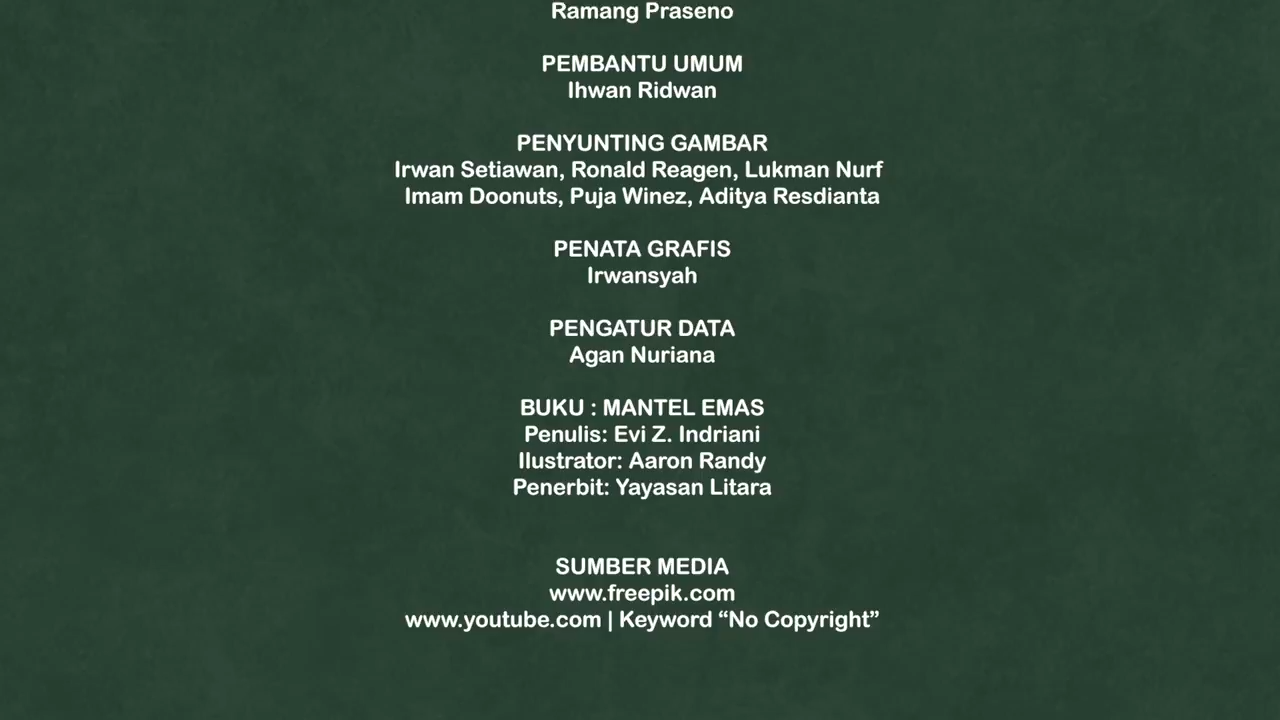 Ramang Praseno
PEMBANTU UMUM
Ihwan Ridwan
PENYUNTING GAMBAR
Irwan Setiawan, Ronald Reagen, Lukman Nurf
Imam Doonuts, Puja Winez, Aditya Resdianta
PENATA GRAFIS
Irwansyah
PENGATUR DATA
Agan Nuriana
BUKU : MANTEL EMAS
Penulis: Evi Z. Indriani
Ilustrator: Aaron Randy
Penerbit: Yayasan Litara
SUMBER MEDIA
www.freepik.com
www.youtube.com | Keyword “No Copyright”